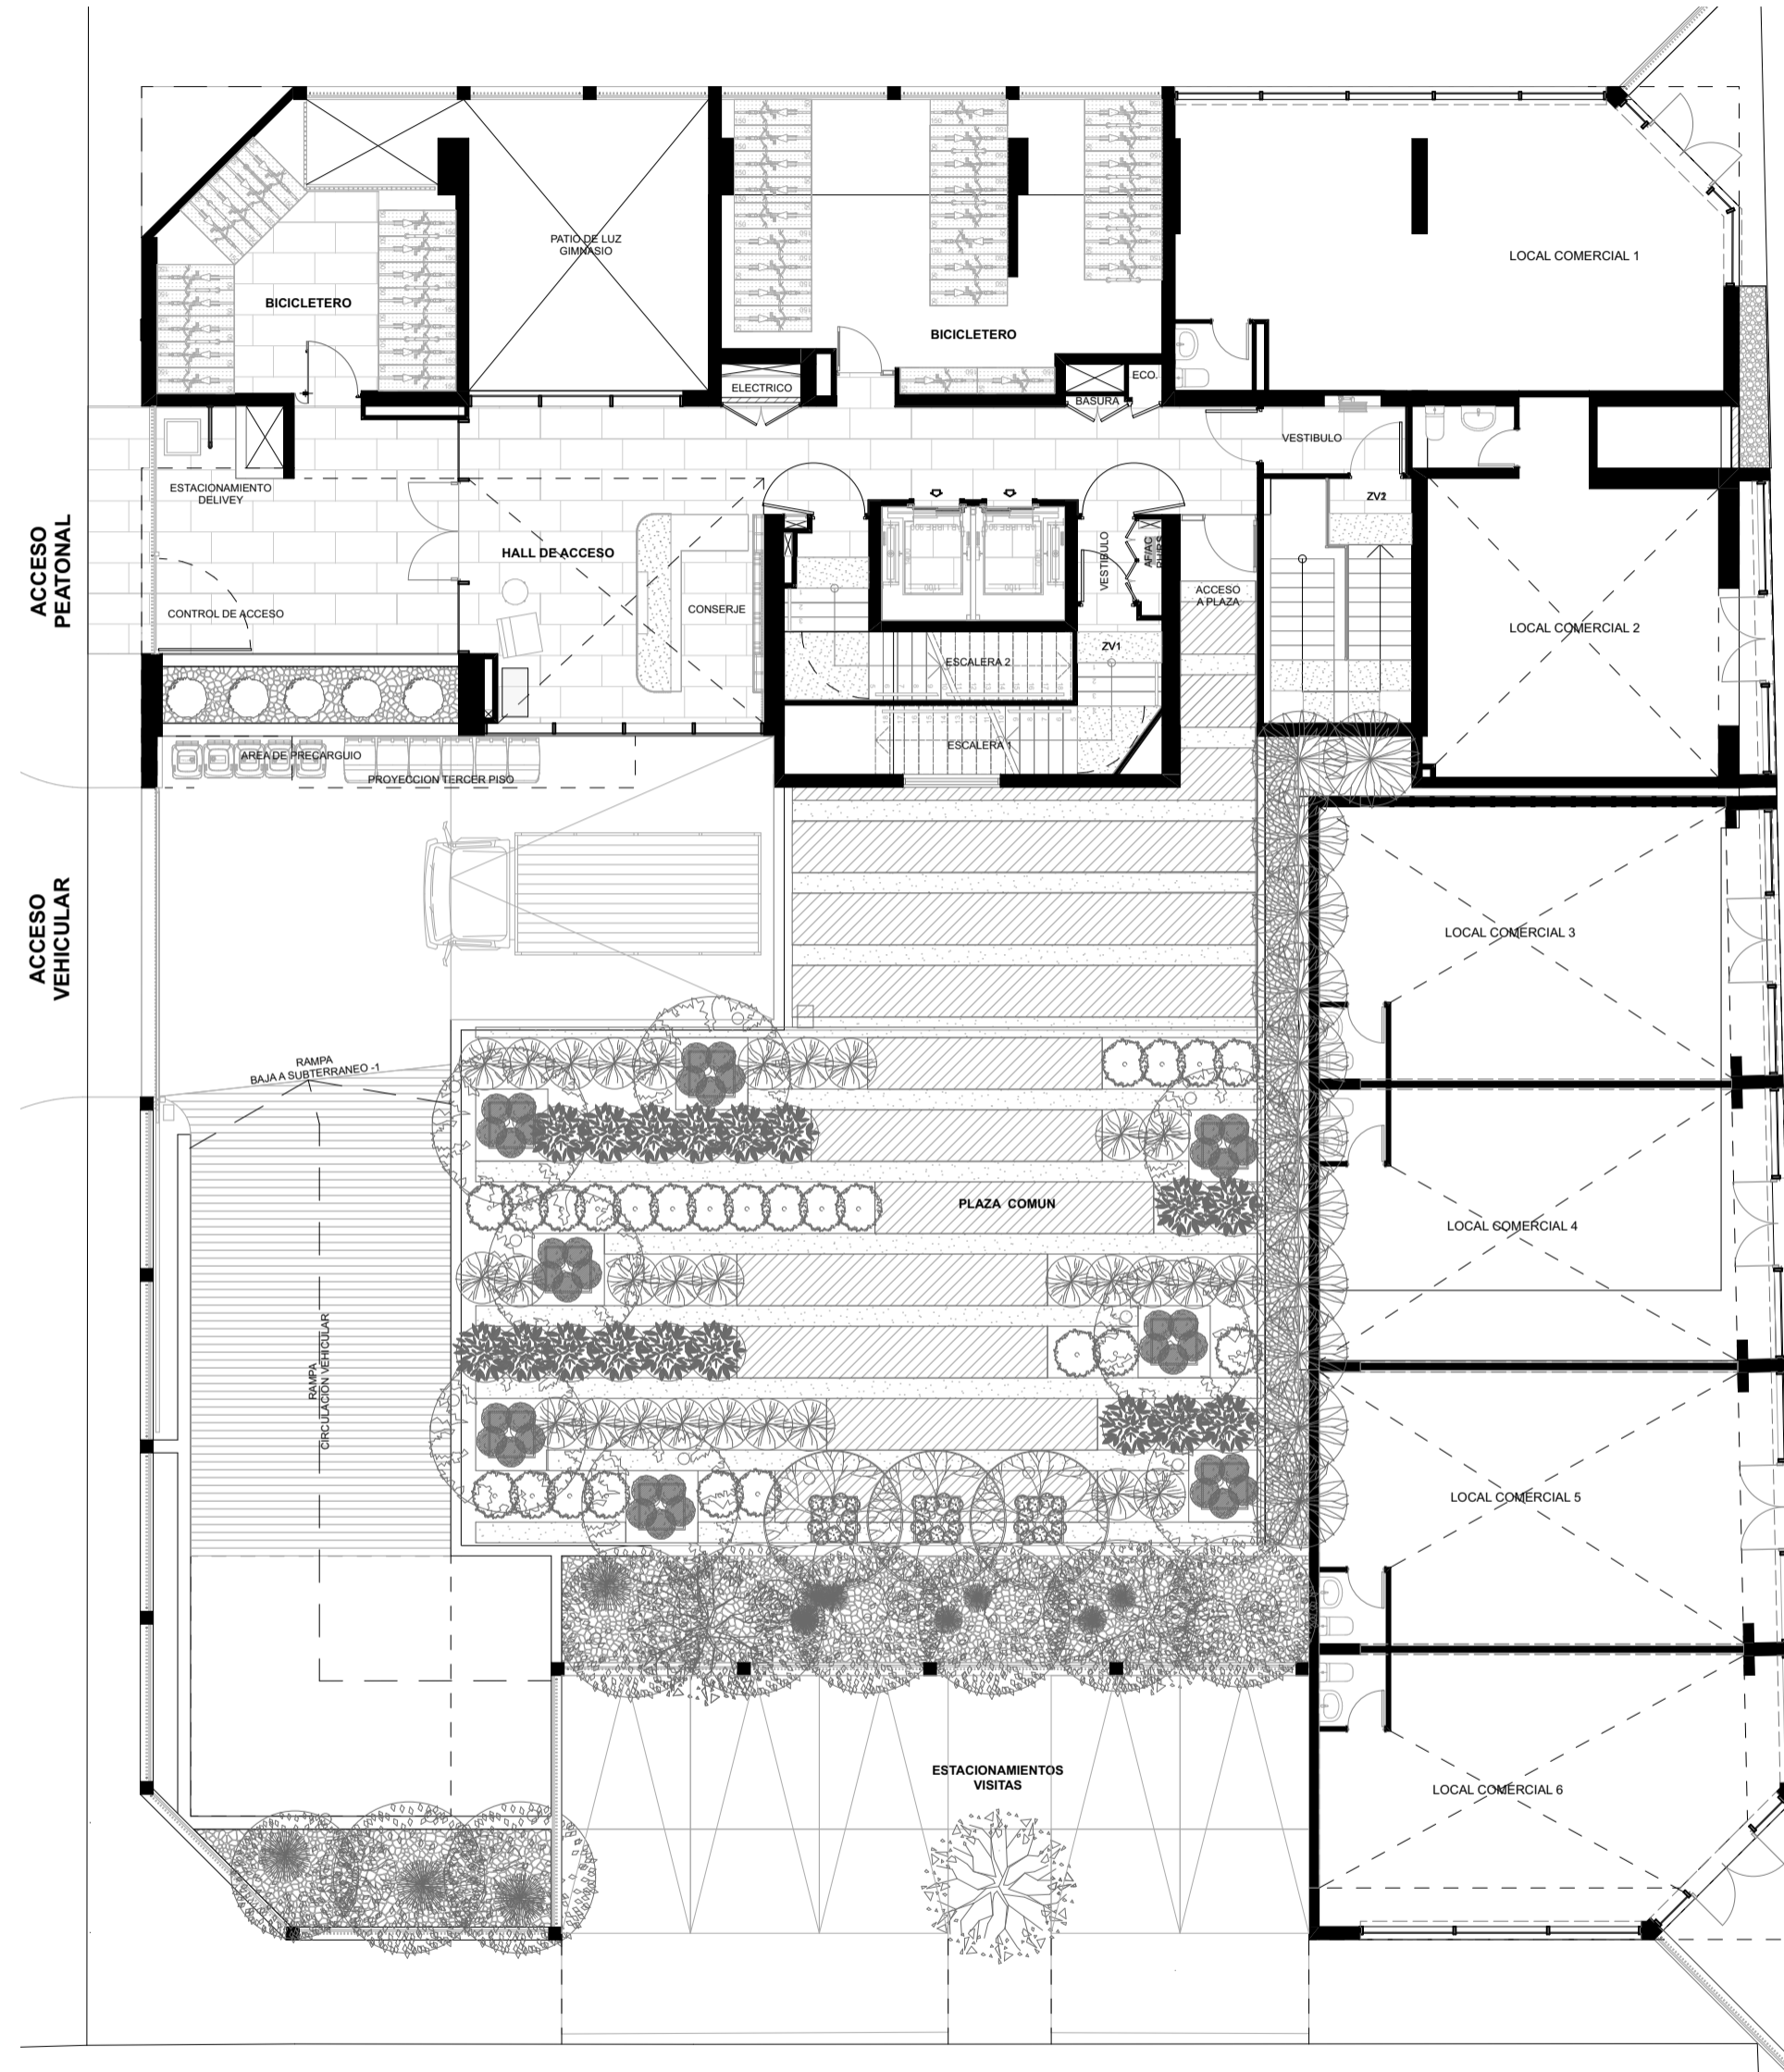 PATIO DE LUZ
GIMNASIO
LOCAL COMERCIAL 1
BICICLETERO
BICICLETERO
ECO.
ELECTRICO
BASURA
VESTIBULO
ESTACIONAMIENTO
DELIVEY
ACCESO
PEATONAL
HALL DE ACCESO
VESTIBULO
AF/AC
ACCESO
A PLAZA
CONSERJE
CONTROL DE ACCESO
LOCAL COMERCIAL 2
ZV1
ESCALERA 2
ESCALERA 1
AREA DE PRECARGUIO
PROYECCION TERCER PISO
ACCESO
VEHICULAR
LOCAL COMERCIAL 3
RAMPA
BAJA A SUBTERRANEO -1
PLAZA COMUN
LOCAL COMERCIAL 4
RAMPA
CIRCULACION VEHICULAR
LOCAL COMERCIAL 5
ESTACIONAMIENTOS
VISITAS
LOCAL COMERCIAL 6